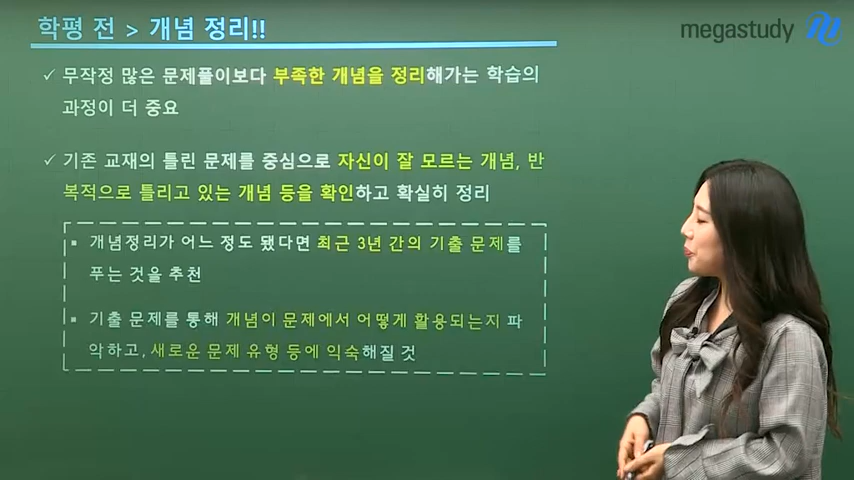 학평 전 > 개념 정리!!
megastudy
✓ 무작정 많은 문제풀이보다 부족한 개념을 정리해가는 학습의
과정이 더 중요
✓ 기존 교재의 틀린 문제를 중심으로 자신이 잘 모르는 개념, 반
복적으로 틀리고 있는 개념 등을 확인하고 확실히 정리
▪ 개념정리가 어느 정도 됐다면 최근 3년 간의 기출 문제를
푸는 것을 추천
▪ 기출 문제를 통해 개념이 문제에서 어떻게 활용되는지 파
악하고, 새로운 문제 유형 등에 익숙해질 것